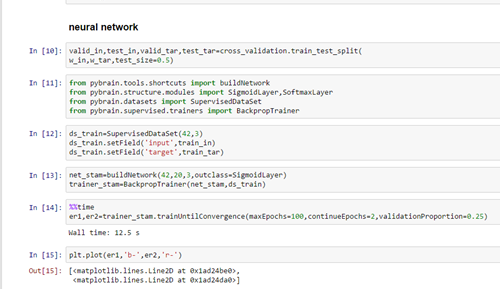 neural network
In [10]: valid_in,test_in,valid_tar,test_tar=cross_validation.train_test_split(
w_in,w_tar,test_size=0.5)
In [11]: from pybrain.tools.shortcuts import buildNetwork
from pybrain.structure.modules import SigmoidLayer,SoftmaxLayer
from pybrain.datasets import SupervisedDataSet
from pybrain.supervised.trainers import BackpropTrainer
In [12]: ds_train=SupervisedDataSet(42,3)
ds_train.setField('input',train_in)
ds_train.setField('target',train_tar)
In [13]: net_stam=buildNetwork(42,20,3,outclass=SigmoidLayer)
trainer_stam=BackpropTrainer(net_stam,ds_train)
In [14]: %%time
er1,er2=trainer_stam.trainUntilConvergence(maxEpochs=100,continueEpochs=2,validationProportion=0.25)
Wall time: 12.5 s
In [15]: plt.plot(er1,'b-',er2,'r-')
Out[15]: [<matplotlib.lines.Line2D at 0x1ad24be0>,
<matplotlib.lines.Line2D at 0x1ad24da0>]